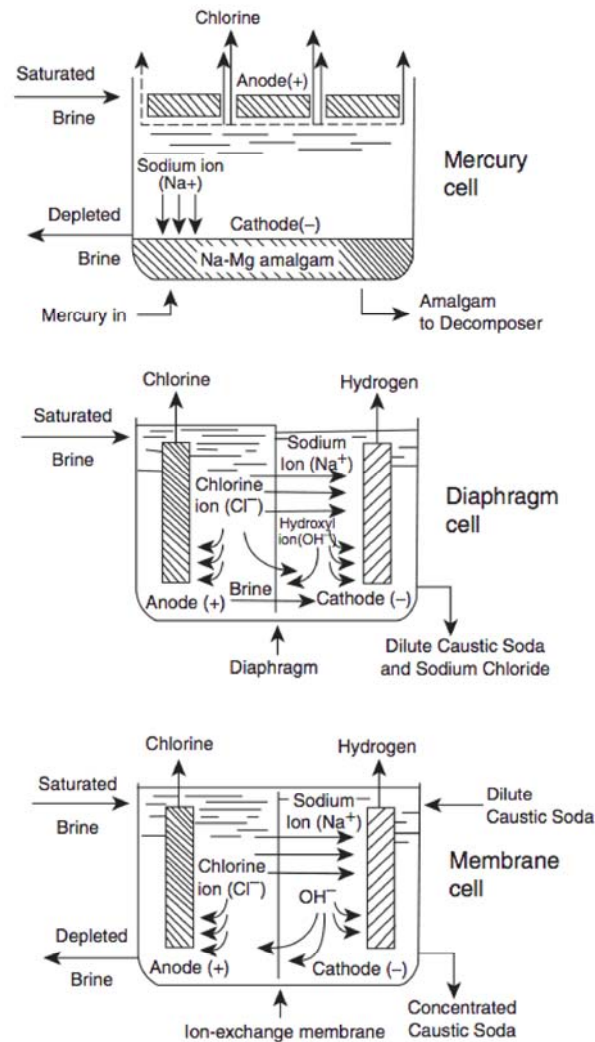 Chlorine
Saturated
Brine
Anode(+)
Sodium ion
(Na+)
Mercury
cell
Depleted
Brine
Cathode(−)
Na-Mg amalgam
Mercury in
Amalgam
to Decomposer
Chlorine
Hydrogen
Saturated
Brine
Sodium
Ion (Na⁺)
Chlorine
ion (Cl⁻)
Hydroxyl
ion(OH⁻)
Diaphragm
cell
Brine
Anode (+)
Cathode (−)
Diaphragm
Dilute Caustic Soda
and Sodium Chloride
Chlorine
Hydrogen
Saturated
Brine
Sodium
Ion (Na⁺)
Dilute
Caustic Soda
Chlorine
ion (Cl⁻)
OH⁻
Membrane
cell
Depleted
Brine
Anode (+)
Cathode (−)
Ion-exchange membrane
Concentrated
Caustic Soda